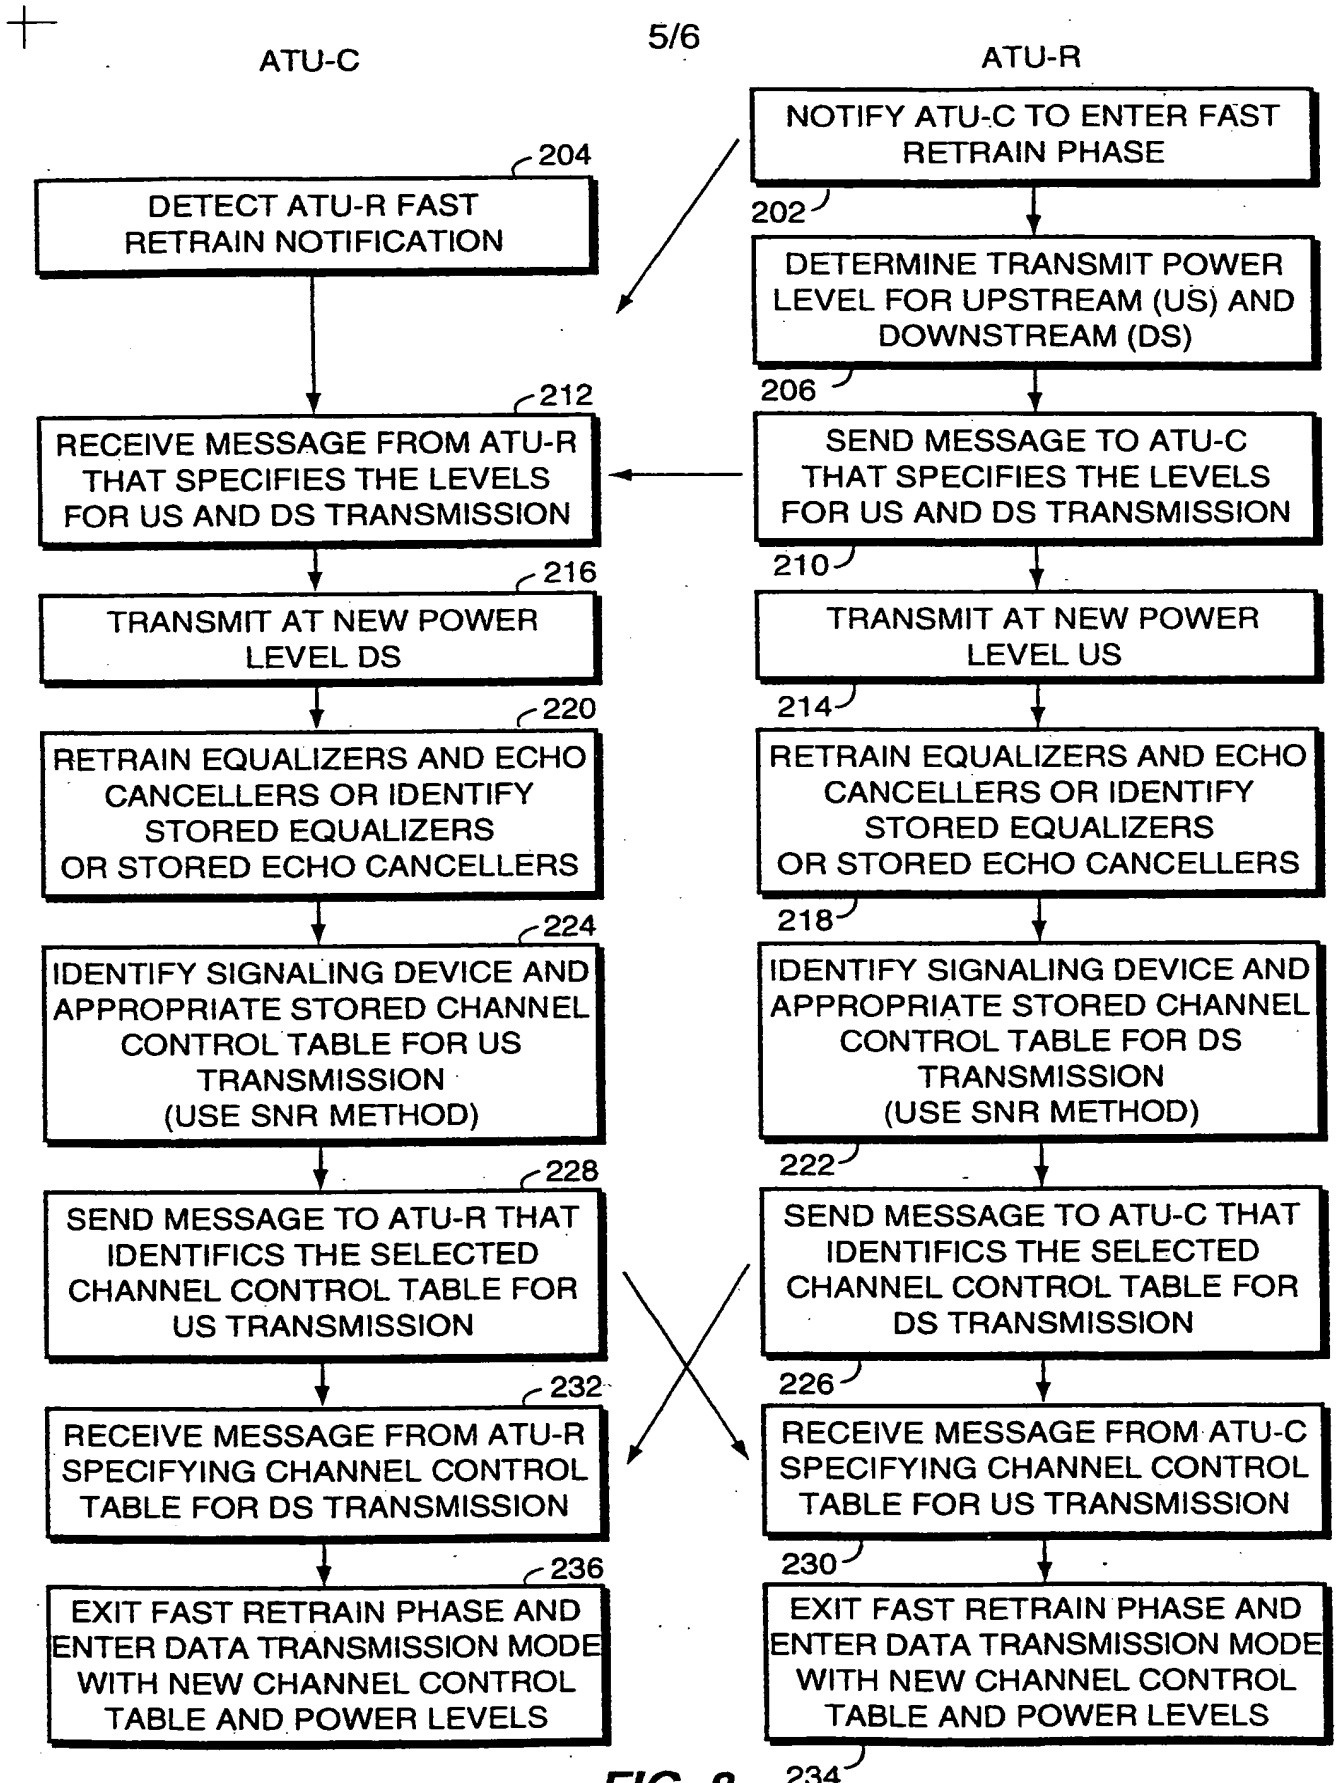 5/6
ATU-C
204
DETECT ATU-R FAST
RETRAIN NOTIFICATION
212
RECEIVE MESSAGE FROM ATU-R
THAT SPECIFIES THE LEVELS
FOR US AND DS TRANSMISSION
216
TRANSMIT AT NEW POWER
LEVEL DS
220
RETRAIN EQUALIZERS AND ECHO
CANCELLERS OR IDENTIFY
STORED EQUALIZERS
OR STORED ECHO CANCELLERS
224
IDENTIFY SIGNALING DEVICE AND
APPROPRIATE STORED CHANNEL
CONTROL TABLE FOR US
TRANSMISSION
(USE SNR METHOD)
228
SEND MESSAGE TO ATU-R THAT
IDENTIFICS THE SELECTED
CHANNEL CONTROL TABLE FOR
US TRANSMISSION
232
RECEIVE MESSAGE FROM ATU-R
SPECIFYING CHANNEL CONTROL
TABLE FOR DS TRANSMISSION
236
EXIT FAST RETRAIN PHASE AND
ENTER DATA TRANSMISSION MODE
WITH NEW CHANNEL CONTROL
TABLE AND POWER LEVELS
ATU-R
NOTIFY ATU-C TO ENTER FAST
RETRAIN PHASE
202
DETERMINE TRANSMIT POWER
LEVEL FOR UPSTREAM (US) AND
DOWNSTREAM (DS)
206
SEND MESSAGE TO ATU-C
THAT SPECIFIES THE LEVELS
FOR US AND DS TRANSMISSION
210
TRANSMIT AT NEW POWER
LEVEL US
214
RETRAIN EQUALIZERS AND ECHO
CANCELLERS OR IDENTIFY
STORED EQUALIZERS
OR STORED ECHO CANCELLERS
218
IDENTIFY SIGNALING DEVICE AND
APPROPRIATE STORED CHANNEL
CONTROL TABLE FOR DS
TRANSMISSION
(USE SNR METHOD)
222
SEND MESSAGE TO ATU-C THAT
IDENTIFICS THE SELECTED
CHANNEL CONTROL TABLE FOR
DS TRANSMISSION
226
RECEIVE MESSAGE FROM ATU-C
SPECIFYING CHANNEL CONTROL
TABLE FOR US TRANSMISSION
230
EXIT FAST RETRAIN PHASE AND
ENTER DATA TRANSMISSION MODE
WITH NEW CHANNEL CONTROL
TABLE AND POWER LEVELS
234
FIG.